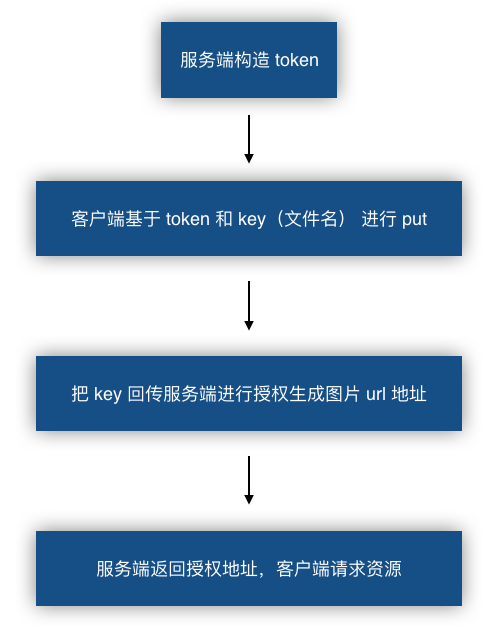 服务端构造 token
客户端基于 token 和 key（文件名） 进行 put
把 key 回传服务端进行授权生成图片 url 地址
服务端返回授权地址，客户端请求资源